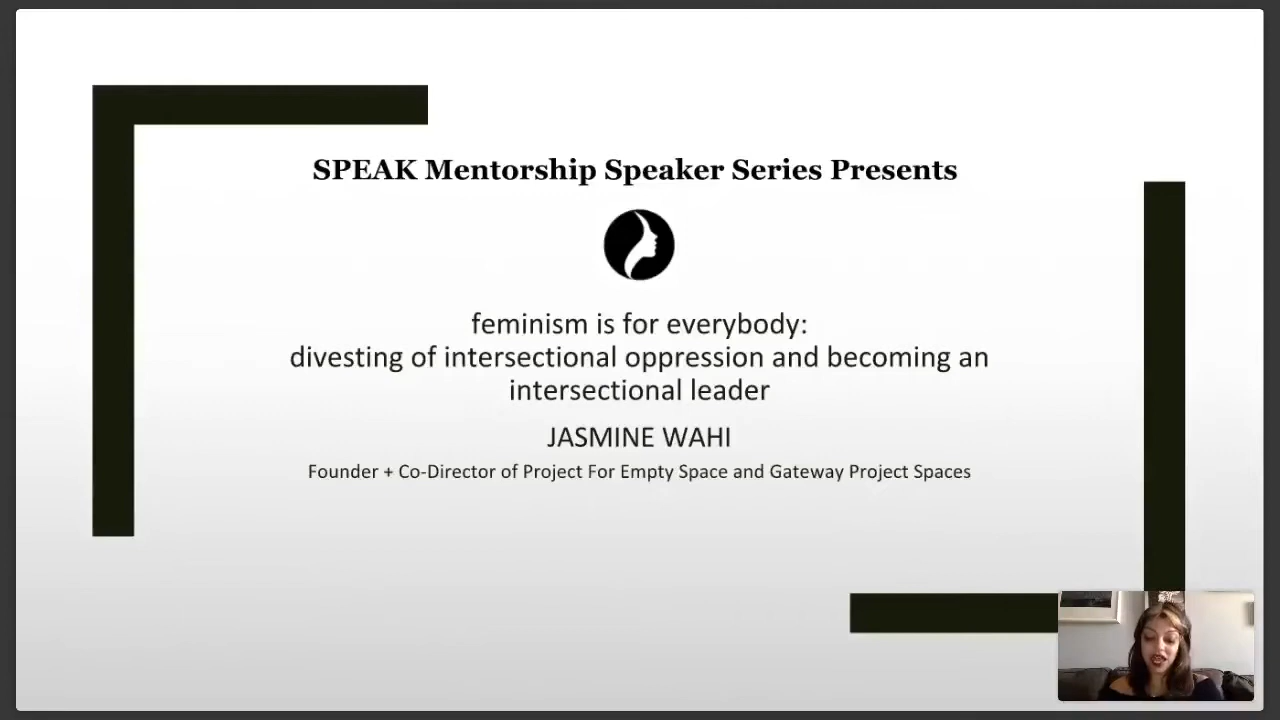 SPEAK Mentorship Speaker Series Presents
feminism is for everybody:
divesting of intersectional oppression and becoming an
intersectional leader
JASMINE WAHI
Founder + Co-Director of Project For Empty Space and Gateway Project Spaces